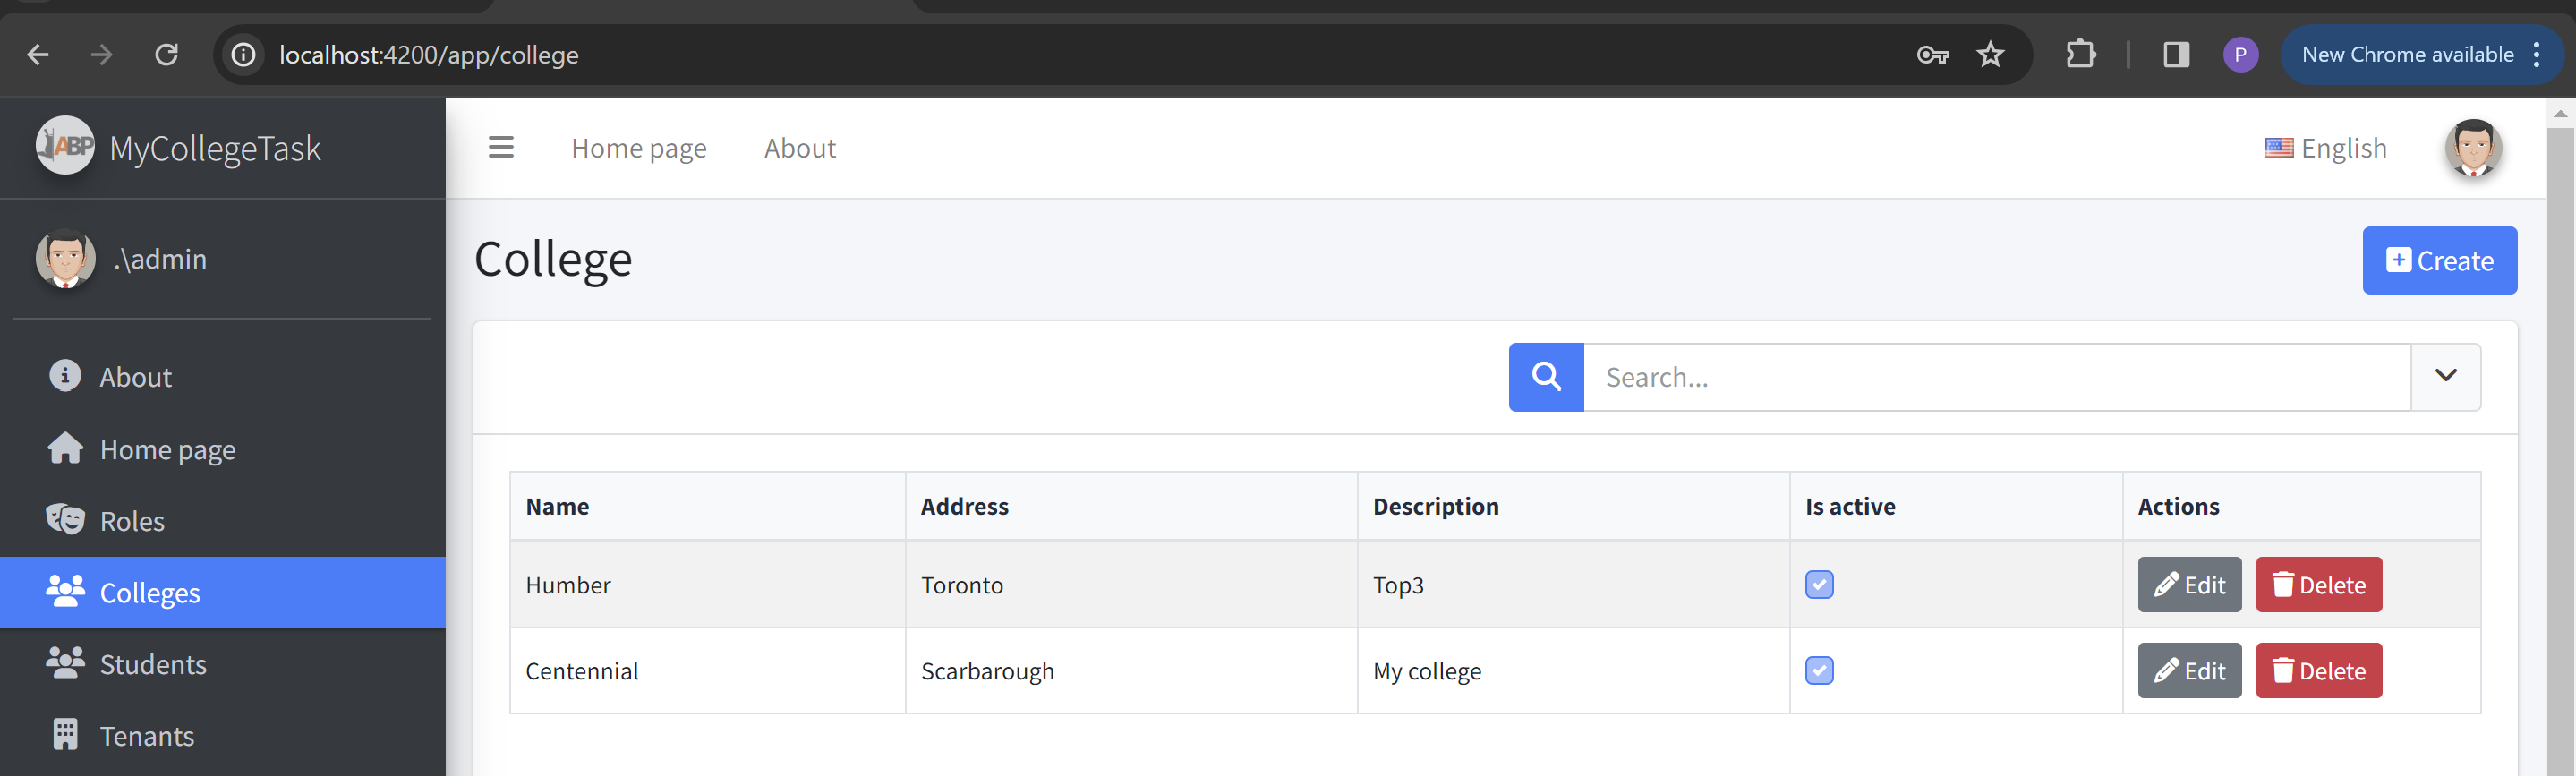 localhost:4200/app/college
P
New Chrome available
ABP MyCollegeTask
Home page About
English
.\admin
College
Create
About
Search...
Home page
Name Address Description Is active Actions
Roles
Humber Toronto Top3 Edit Delete
Colleges
Centennial Scarbarough My college Edit Delete
Students
Tenants